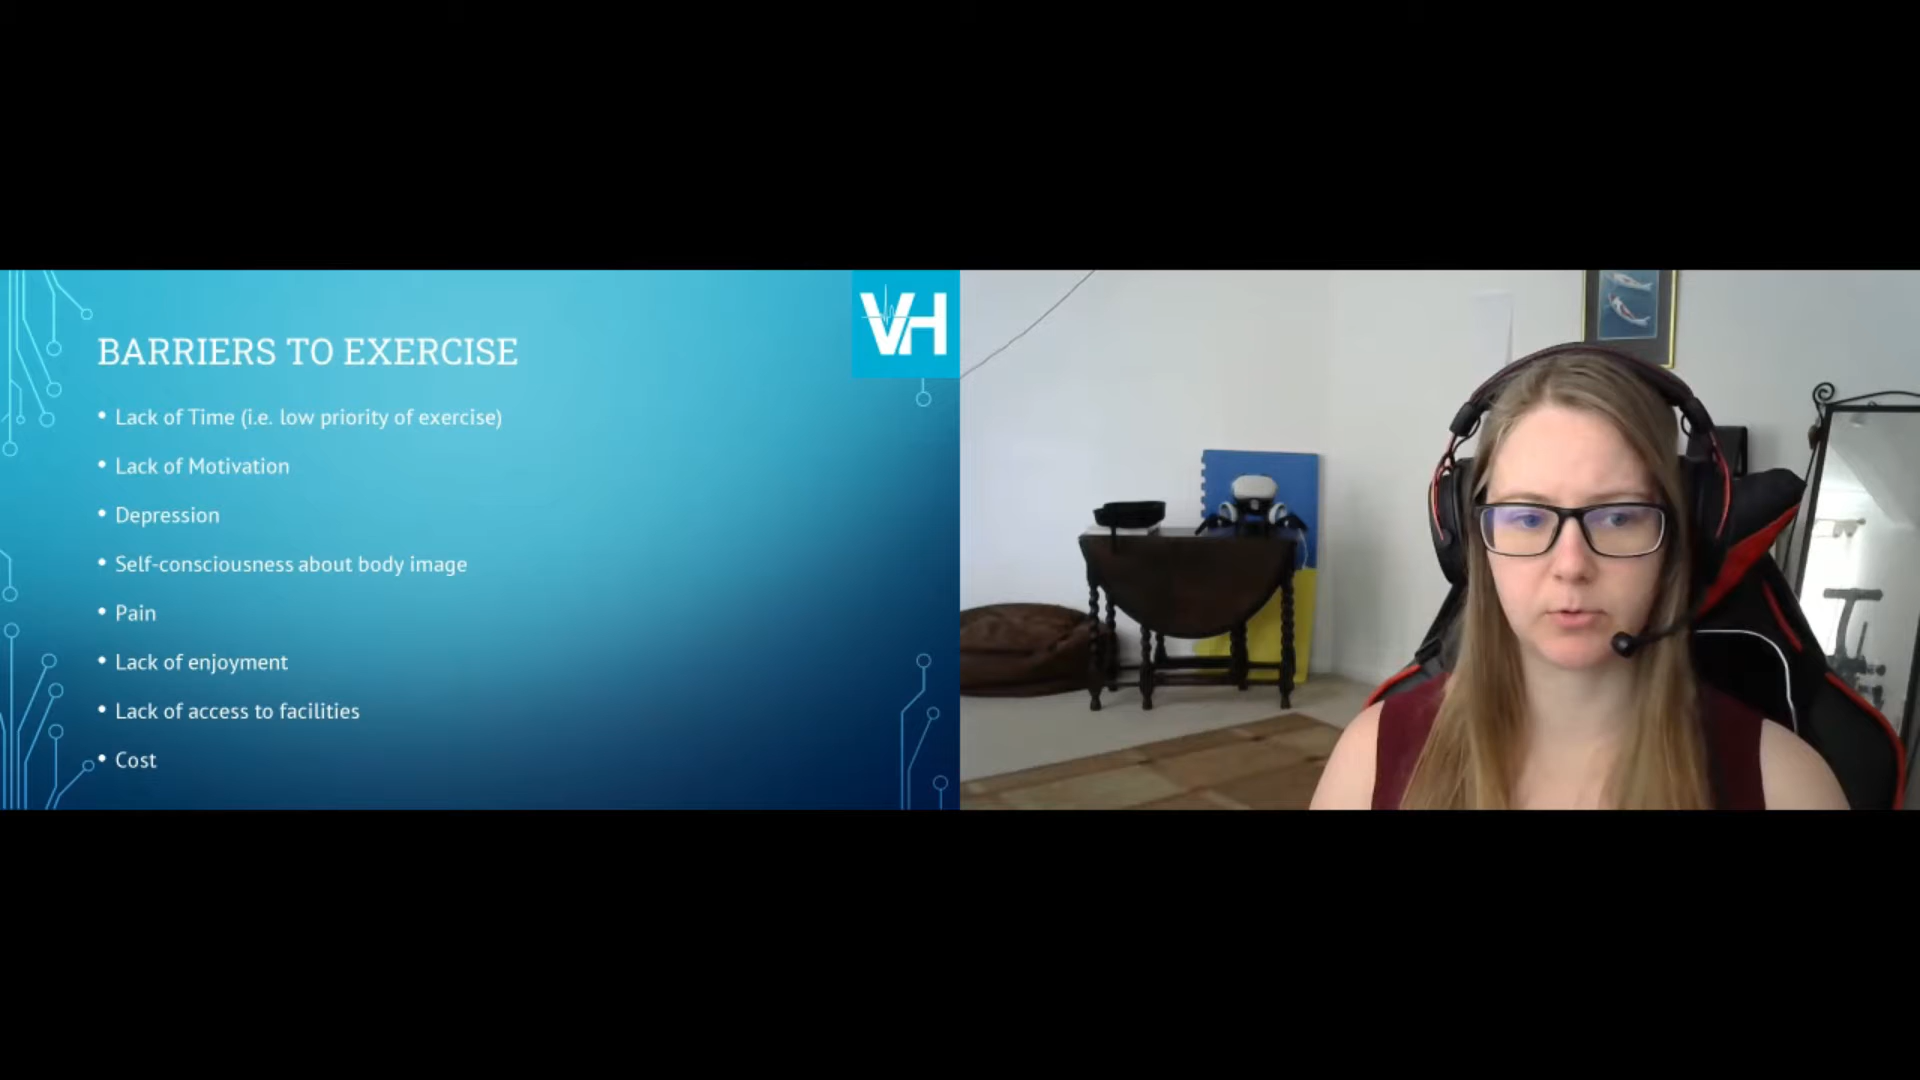 VH
BARRIERS TO EXERCISE
• Lack of Time (i.e. low priority of exercise)
• Lack of Motivation
• Depression
• Self-consciousness about body image
• Pain
• Lack of enjoyment
• Lack of access to facilities
• Cost